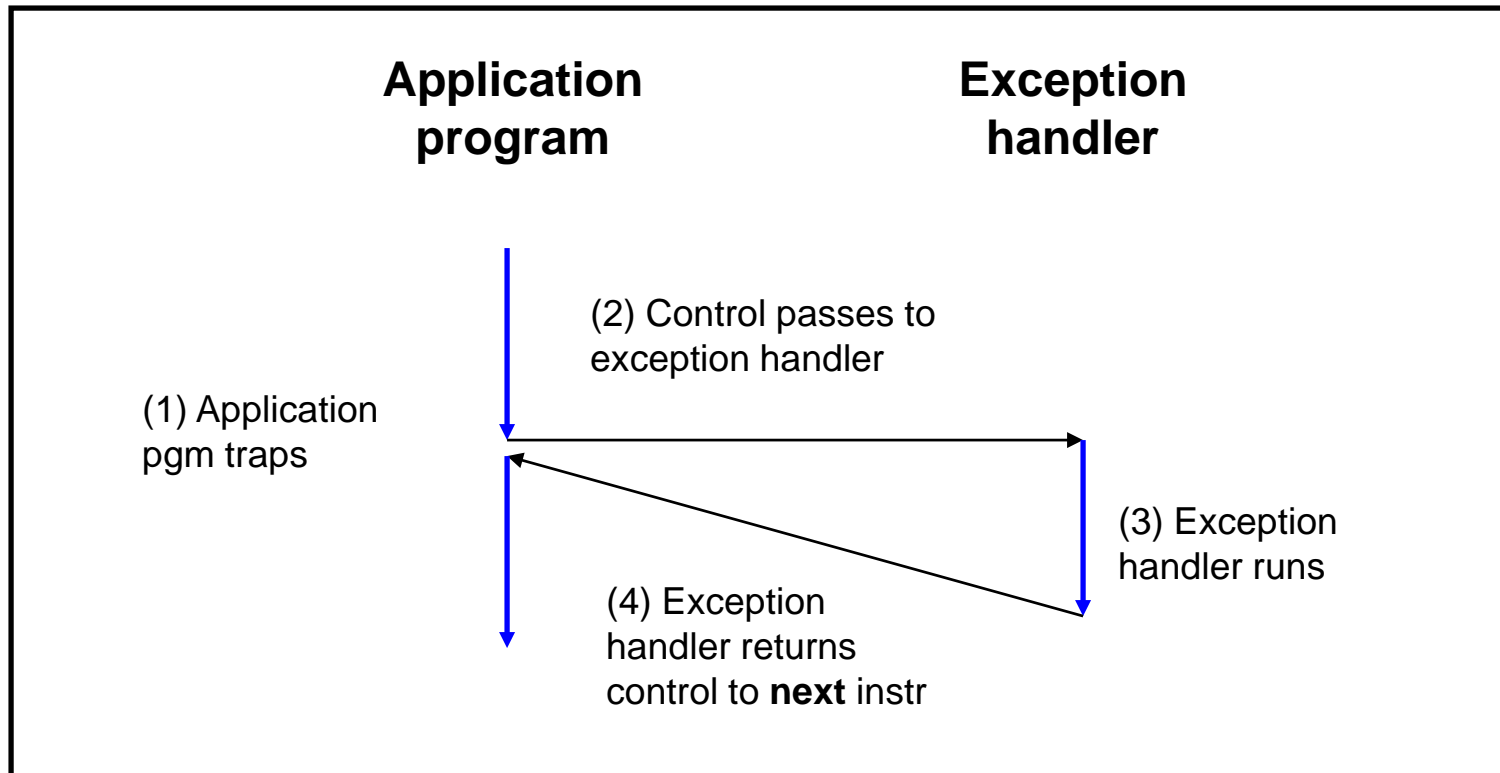 Application
program
Exception
handler
(2) Control passes to
exception handler
(1) Application
pgm traps
(3) Exception
handler runs
(4) Exception
handler returns
control to next instr